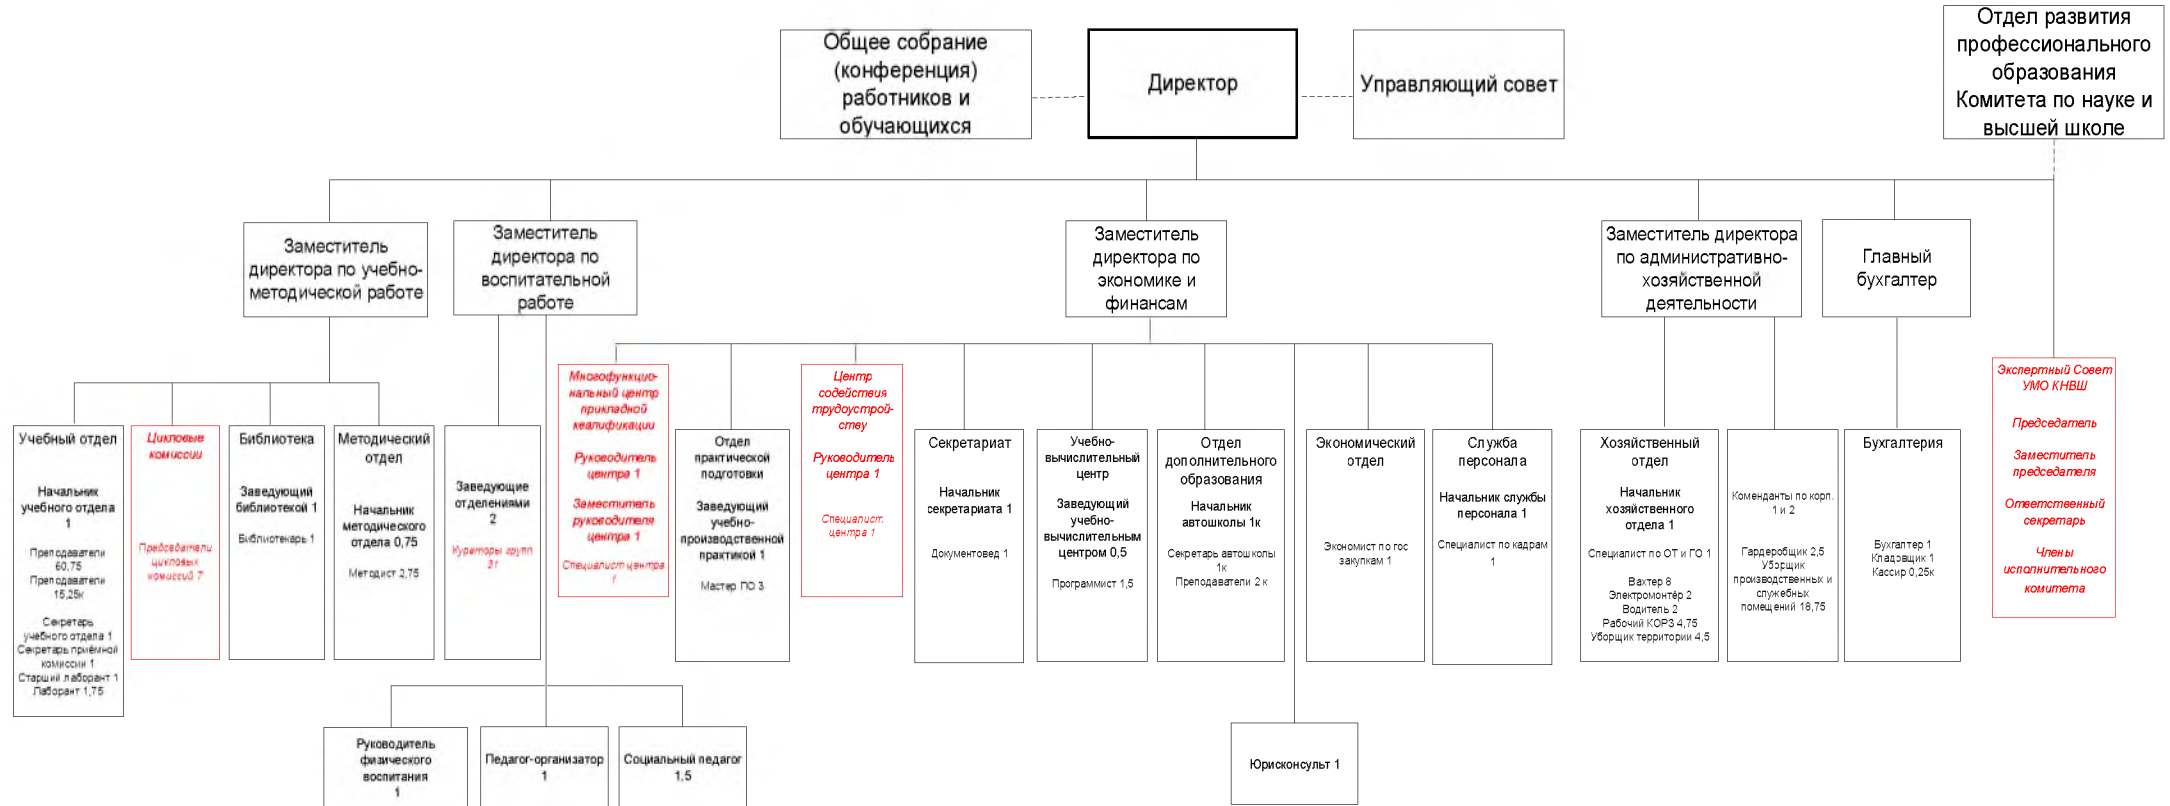 Общее собрание
(конференция)
работников и
обучающихся
Директор
Управляющий совет
Отдел развития
профессионального
образования
Комитета по науке и
высшей школе
Заместитель
директора по учебно-
методической работе
Заместитель
директора по
воспитательной
работе
Заместитель
директора по
экономике и
финансам
Заместитель директора
по административно-
хозяйственной
деятельности
Главный
бухгалтер
Учебный отдел
Начальник
учебного отдела
1
Преподаватели
60,75
Преподаватели
15,25к
Секретарь
учебного отдела 1
Секретарь приёмной
комиссии 1
Старший лаборант 1
Лаборант 1,75
Цикловые
комиссии
Председатели
цикловых
комиссий 7
Библиотека
Заведующий
библиотекой 1
Библиотекарь 1
Методический
отдел
Начальник
методического
отдела 0,75
Методист 2,75
Заведующие
отделениями
2
Кураторы групп
31
Многофункцио-
нальный центр
прикладной
квалификации
Руководитель
центра 1
Заместитель
руководителя
центра 1
Специалист центра
1
Отдел
практической
подготовки
Заведующий
учебно-
производственной
практикой 1
Мастер ПО 3
Центр
содействия
трудоустрой-
ству
Руководитель
центра 1
Специалист.
центра 1
Секретариат
Начальник
секретариата 1
Документовед 1
Учебно-
вычислительный
центр
Заведующий
учебно-
вычислительным
центром 0,5
Программист 1,5
Отдел
дополнительного
образования
Начальник
автошколы 1к
Секретарь автошколы
1к
Преподаватели 2 к
Экономический
отдел
Экономист по гос
закупкам 1
Служба
персонала
Начальник службы
персонала 1
Специалист по кадрам
1
Хозяйственный
отдел
Начальник
хозяйственного
отдела 1
Специалист по ОТ и ГО 1
Вахтер 8
Электромонтёр 2
Водитель 2
Рабочий КОРЗ 4,75
Уборщик территории 4,5
Коменданты по корп.
1 и 2
Гардеробщик 2,5
Уборщик
производственных и
служебных
помещений 18,75
Бухгалтерия
Бухгалтер 1
Кладовщик 1
Кассир 0,25к
Экспертный Совет
УМО КНВШ
Председатель
Заместитель
председателя
Ответственный
секретарь
Члены
исполнительного
комитета
Руководитель
физического
воспитания
1
Педагог-организатор
1
Социальный педагог
1,5
Юрисконсульт 1